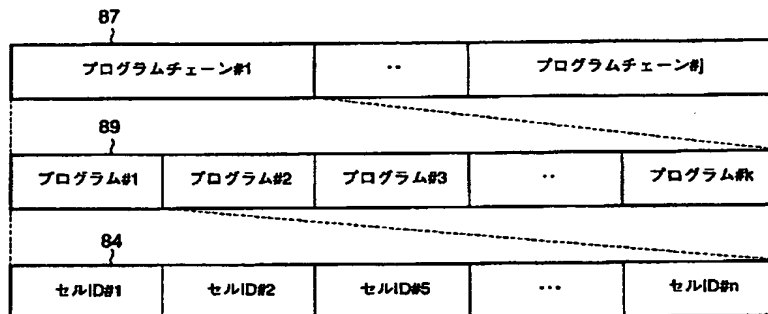 87
プログラムチェーン#1 ・・ プログラムチェーン#j
89
プログラム#1 プログラム#2 プログラム#3 ・・ プログラム#k
84
セルID#1 セルID#2 セルID#5 ・・・ セルID#n